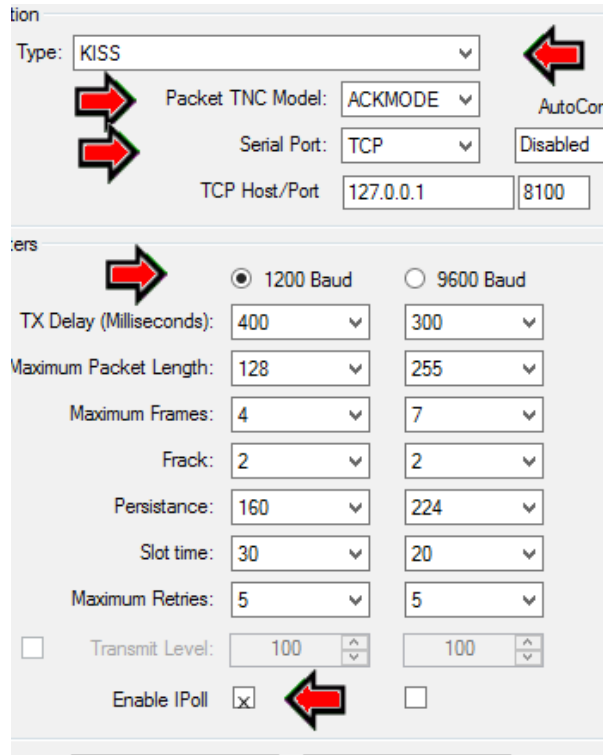 tion
Type: KISS
Packet TNC Model: ACKMODE
AutoCon
Serial Port: TCP Disabled
TCP Host/Port 127.0.0.1 8100
ers
1200 Baud 9600 Baud
TX Delay (Milliseconds): 400 300
Maximum Packet Length: 128 255
Maximum Frames: 4 7
Frack: 2 2
Persistance: 160 224
Slot time: 30 20
Maximum Retries: 5 5
Transmit Level: 100 100
Enable IPoll x